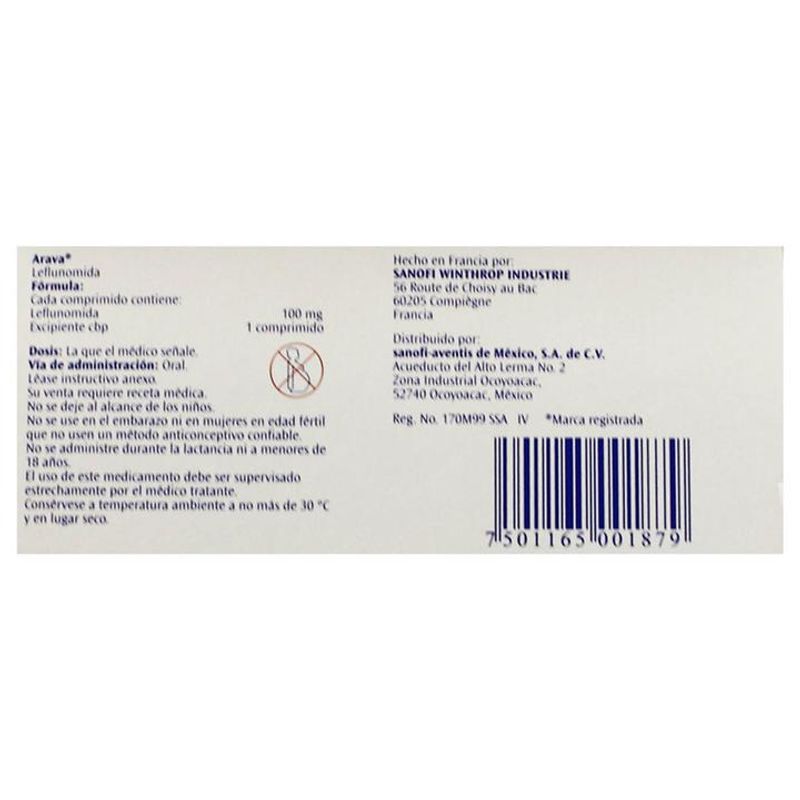 Arava®
Leflunomida
Fórmula:
Cada comprimido contiene:
Leflunomida 100 mg
Excipiente cbp 1 comprimido
Dosis: La que el médico señale.
Vía de administración: Oral.
Léase instructivo anexo.
Su venta requiere receta médica.
No se deje al alcance de los niños.
No se use en el embarazo ni en mujeres en edad fértil
que no usen un método anticonceptivo confiable.
No se administre durante la lactancia ni a menores de
18 años.
El uso de este medicamento debe ser supervisado
estrechamente por el médico tratante.
Consérvese a temperatura ambiente a no más de 30 °C
y en lugar seco.
Hecho en Francia por:
SANOFI WINTHROP INDUSTRIE
56 Route de Choisy au Bac
60205 Compiègne
Francia
Distribuido por:
sanofi-aventis de México, S.A. de C.V.
Acueducto del Alto Lerma No. 2
Zona Industrial Ocoyoacac,
52740 Ocoyoacac, México
Reg. No. 170M99 SSA IV ®Marca registrada
7 501165 001879